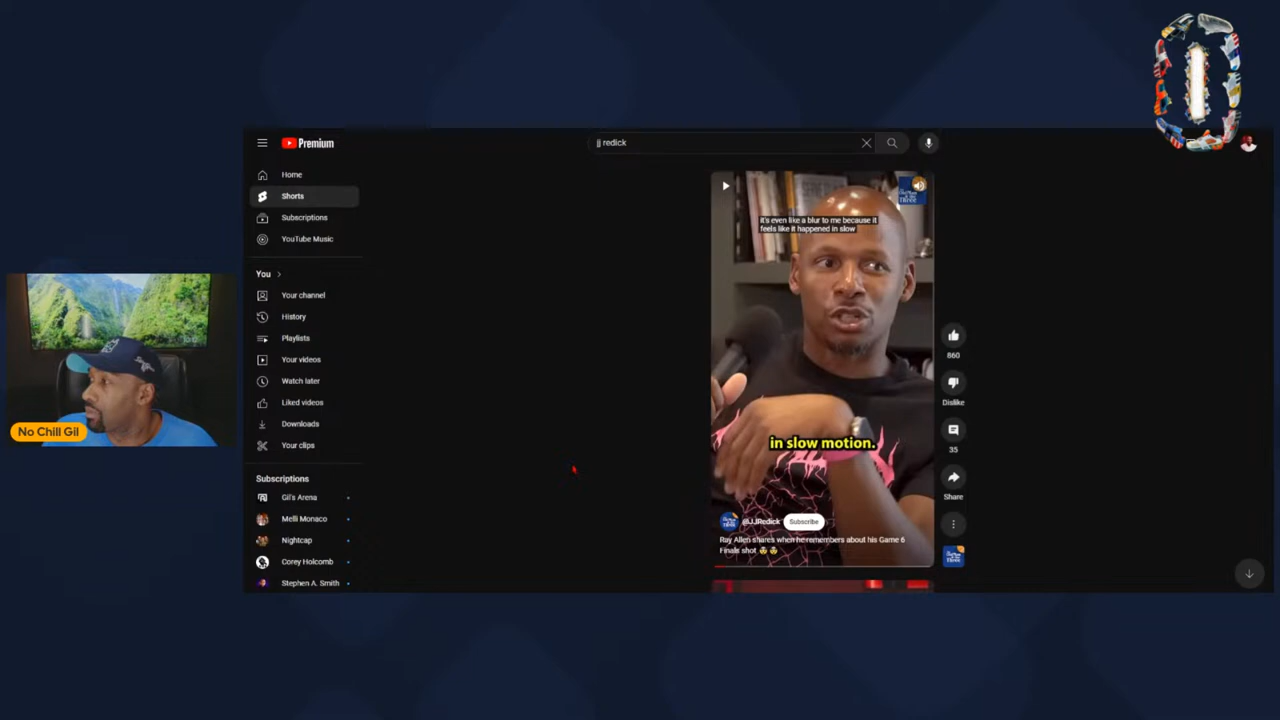 Premium
jj redick
Home
Shorts
Subscriptions
YouTube Music
You
Your channel
History
Playlists
Your videos
Watch later
Liked videos
Downloads
Your clips
Subscriptions
Gil's Arena
Melli Monaco
Nightcap
Corey Holcomb
Stephen A. Smith
No Chill Gil
it's even like a blur to me because it
feels like it happened in slow
in slow motion.
@JJRedick
Subscribe
Ray Allen shares when he remembers about his Game 6
Finals shot
860
Dislike
35
Share